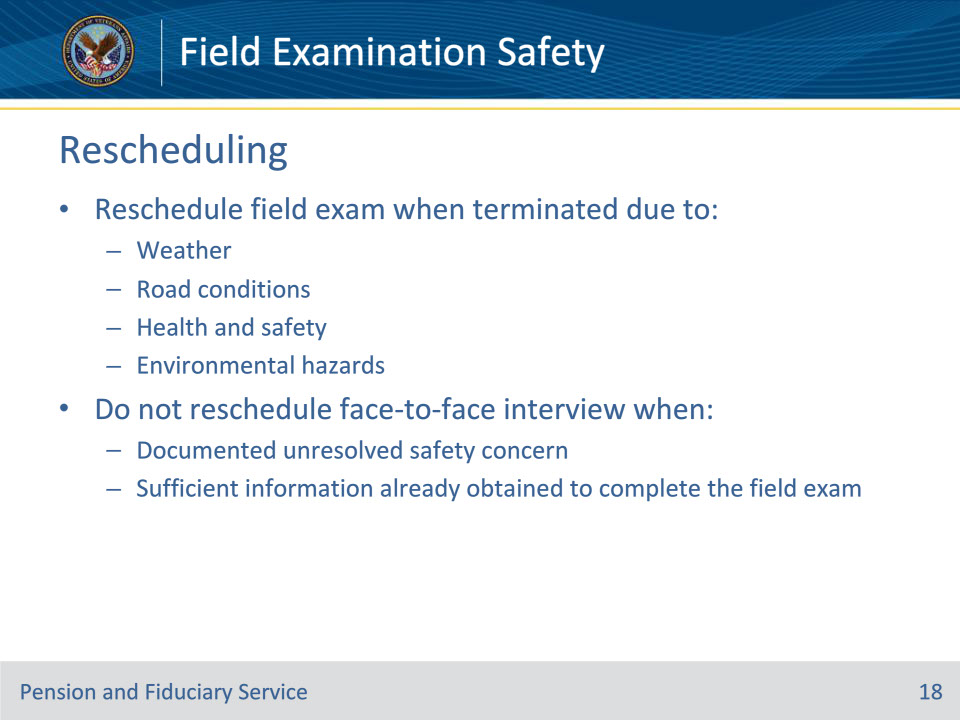 Field Examination Safety
Rescheduling
• Reschedule field exam when terminated due to:
– Weather
– Road conditions
– Health and safety
– Environmental hazards
• Do not reschedule face-to-face interview when:
– Documented unresolved safety concern
– Sufficient information already obtained to complete the field exam
Pension and Fiduciary Service
18